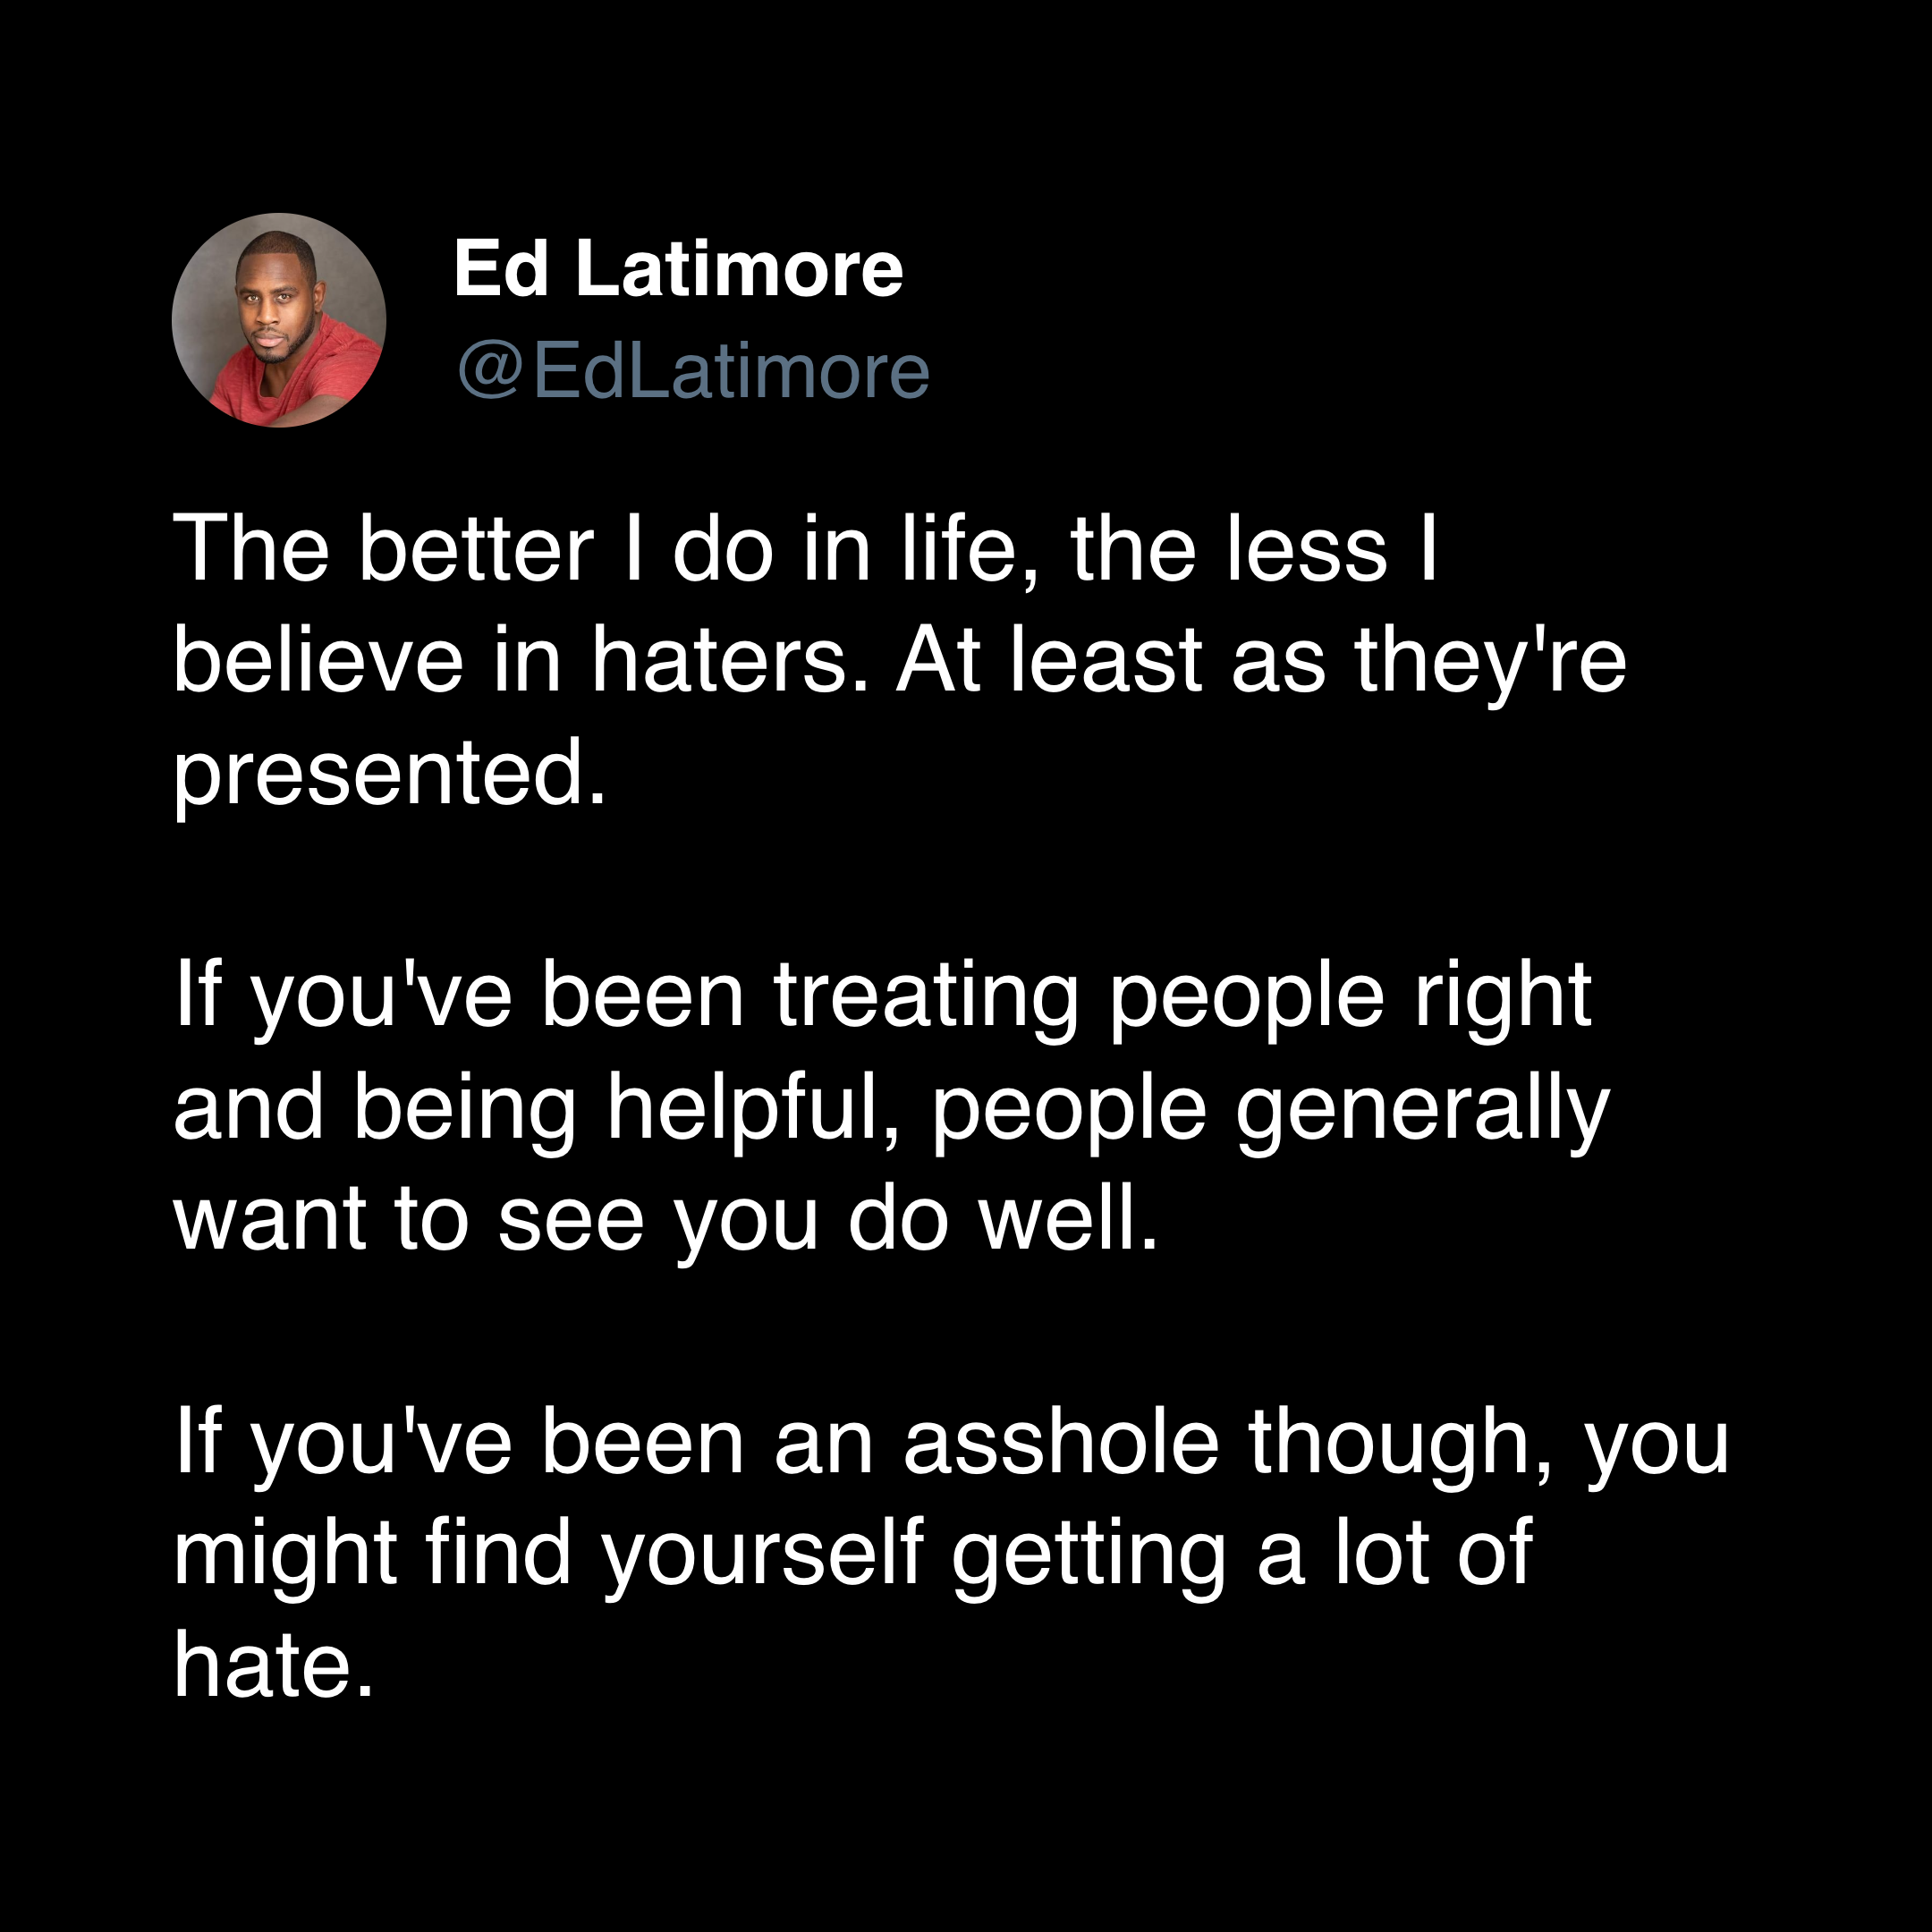 Ed Latimore
@EdLatimore
The better I do in life, the less I
believe in haters. At least as they're
presented.
If you've been treating people right
and being helpful, people generally
want to see you do well.
If you've been an asshole though, you
might find yourself getting a lot of
hate.